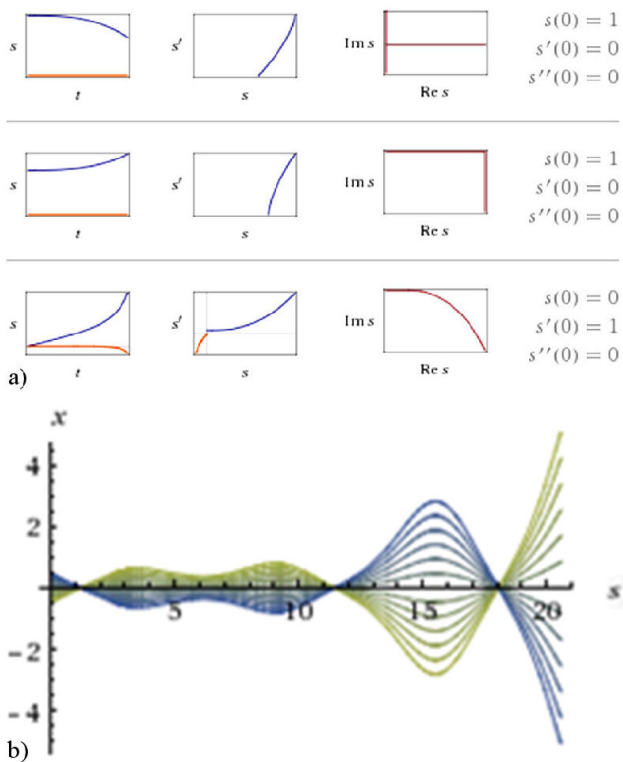 s s′ Im s s(0) = 1
s′(0) = 0
s′′(0) = 0
t s Re s
s s′ Im s s(0) = 1
s′(0) = 0
s′′(0) = 0
t s Re s
s s′ Im s s(0) = 0
s′(0) = 1
s′′(0) = 0
t s Re s
a)
x
4
2
5 10 15 20 s
−2
−4
b)